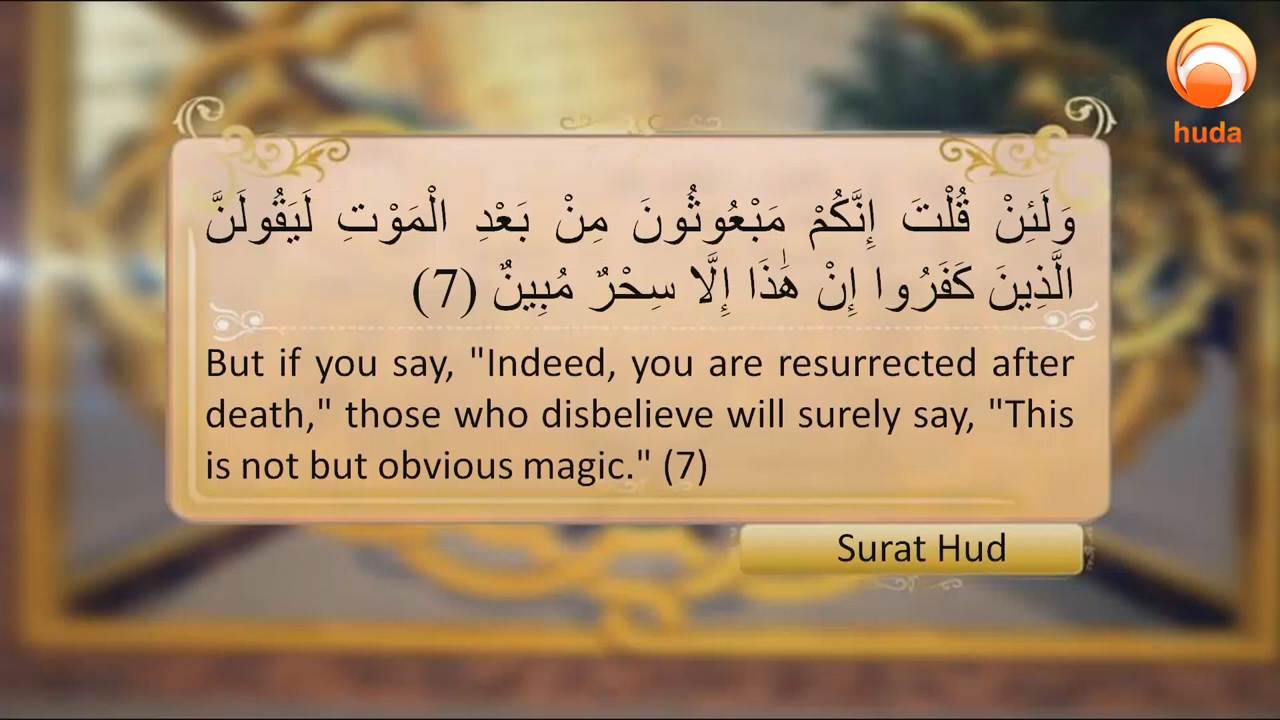 huda
وَلَئِنْ قُلْتَ إِنَّكُمْ مَبْعُوثُونَ مِنْ بَعْدِ الْمَوْتِ لَيَقُولَنَّ
الَّذِينَ كَفَرُوا إِنْ هَٰذَا إِلَّا سِحْرٌ مُبِينٌ (7)
But if you say, "Indeed, you are resurrected after
death," those who disbelieve will surely say, "This
is not but obvious magic." (7)
Surat Hud